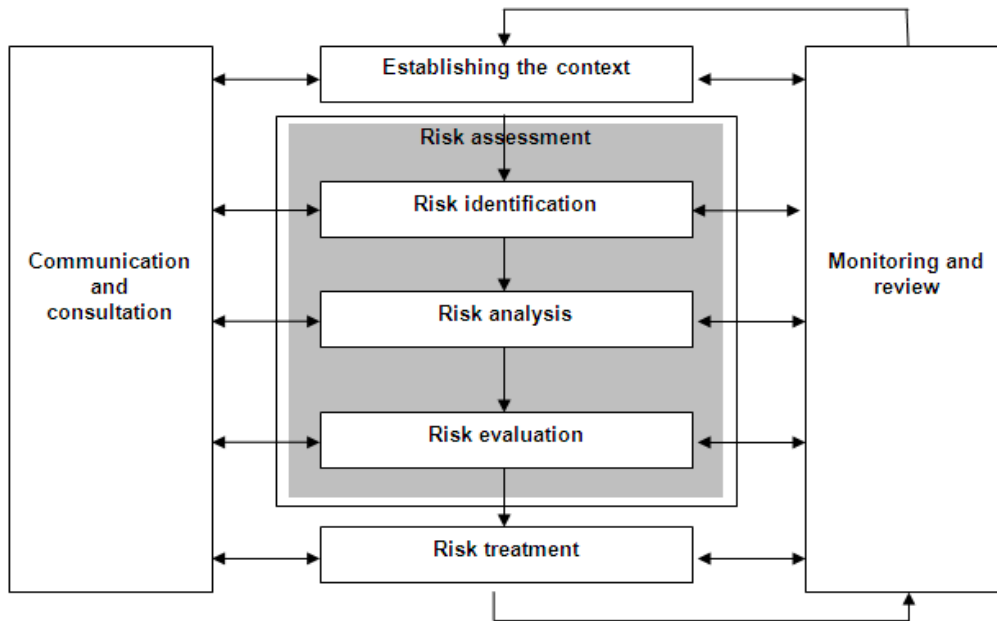 Establishing the context
Risk assessment
Risk identification
Communication
and
consultation
Monitoring and
review
Risk analysis
Risk evaluation
Risk treatment